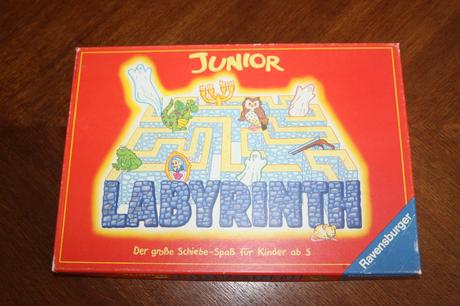 JUNIOR
LABYRINTH
Der große Schiebe-Spaß für Kinder ab 5
Ravensburger